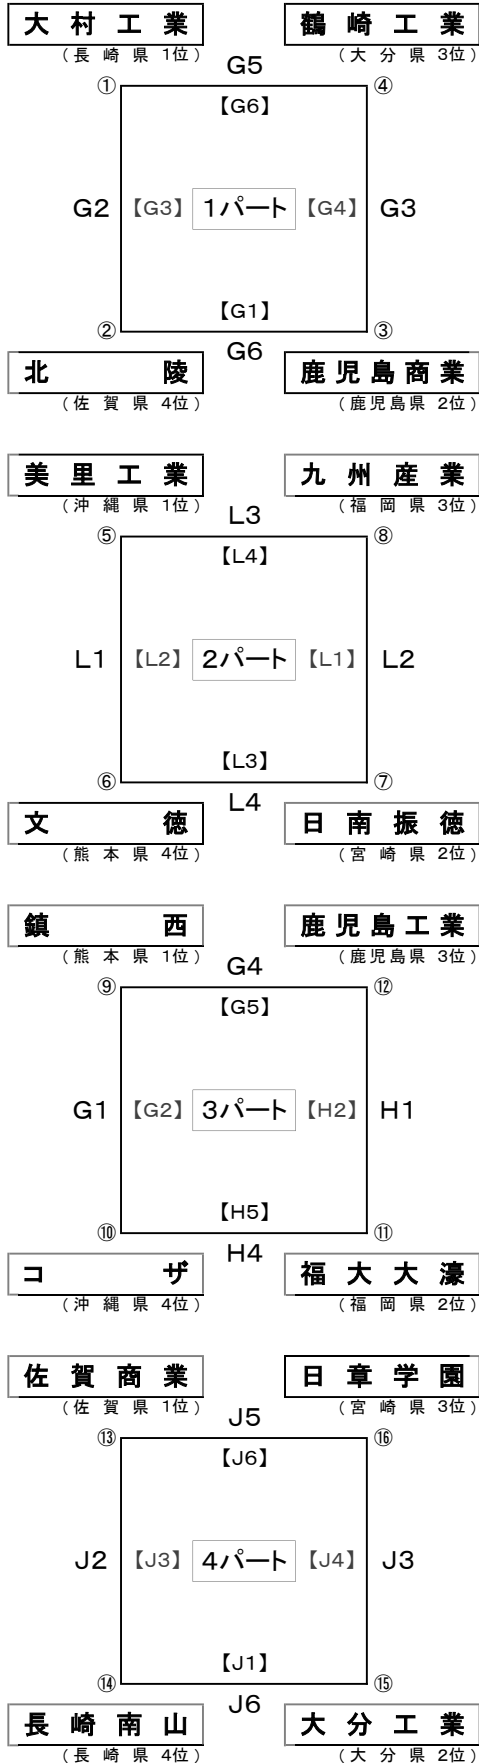 大村工業 鶴崎工業
(長崎県 1位) (大分県 3位)
G5
① ④
【G6】
G2 【G3】 1パート 【G4】 G3
【G1】
② ③
G6
北陵 鹿児島商業
(佐賀県 4位) (鹿児島県 2位)
美里工業 九州産業
(沖縄県 1位) (福岡県 3位)
L3
⑤ ⑧
【L4】
L1 【L2】 2パート 【L1】 L2
【L3】
⑥ ⑦
L4
文徳 日南振徳
(熊本県 4位) (宮崎県 2位)
鎮西 鹿児島工業
(熊本県 1位) (鹿児島県 3位)
G4
⑨ ⑫
【G5】
G1 【G2】 3パート 【H2】 H1
【H5】
⑩ ⑪
H4
コザ 福大大濠
(沖縄県 4位) (福岡県 2位)
佐賀商業 日章学園
(佐賀県 1位) (宮崎県 3位)
J5
⑬ ⑯
【J6】
J2 【J3】 4パート 【J4】 J3
【J1】
⑭ ⑮
J6
長崎南山 大分工業
(長崎県 4位) (大分県 2位)